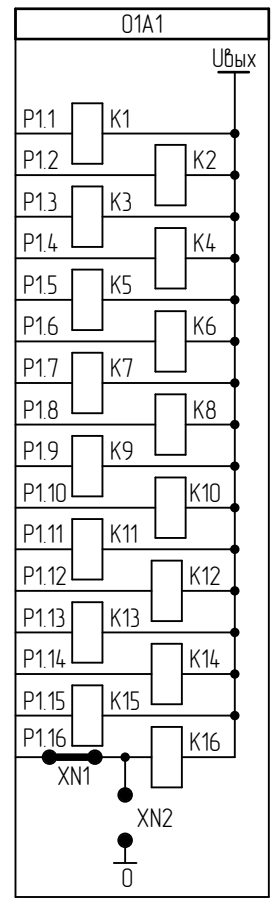 01A1
Uвых
P1.1 K1
P1.2 K2
P1.3 K3
P1.4 K4
P1.5 K5
P1.6 K6
P1.7 K7
P1.8 K8
P1.9 K9
P1.10 K10
P1.11 K11
P1.12 K12
P1.13 K13
P1.14 K14
P1.15 K15
P1.16 K16
XN1
XN2
0